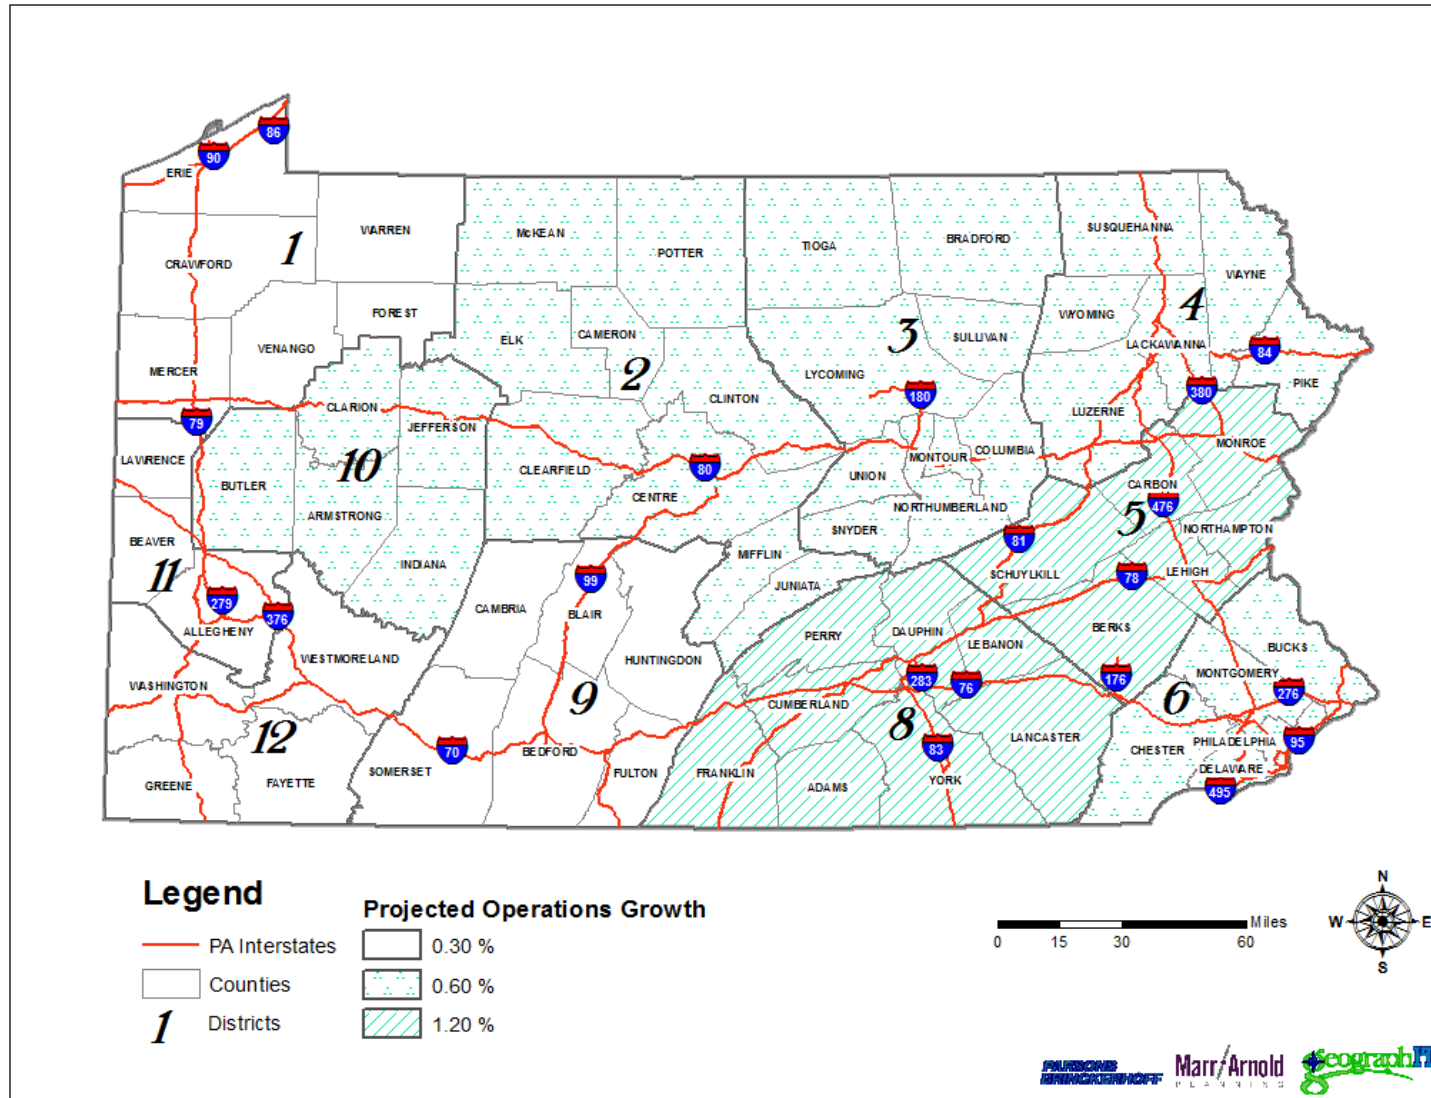 86
90
ERIE
WARREN
McKEAN
POTTER
TIOGA
BRADFORD
SUSQUEHANNA
WAYNE
1
CRAWFORD
FOREST
VENANGO
MERCER
ELK
CAMERON
2
3
SULLIVAN
WYOMING
4
LACKAWANNA
84
PIKE
LYCOMING
180
380
CLINTON
LUZERNE
MONROE
79
CLARION
JEFFERSON
LAWRENCE
BUTLER
10
CLEARFIELD
80
CENTRE
UNION
MONTOUR
COLUMBIA
CARBON
476
5
NORTHAMPTON
ARMSTRONG
SNYDER
NORTHUMBERLAND
BEAVER
11
INDIANA
MIFFLIN
JUNIATA
81
SCHUYLKILL
78
LEHIGH
99
279
376
ALLEGHENY
CAMBRIA
BLAIR
PERRY
DAUPHIN
LEBANON
BERKS
BUCKS
WESTMORELAND
HUNTINGDON
WASHINGTON
283
76
176
MONTGOMERY
276
6
9
CUMBERLAND
8
12
70
BEDFORD
83
LANCASTER
CHESTER
PHILADELPHIA
95
DELAWARE
495
GREENE
FAYETTE
SOMERSET
FULTON
FRANKLIN
ADAMS
YORK
Legend
PA Interstates
Counties
1 Districts
Projected Operations Growth
0.30 %
0.60 %
1.20 %
0 15 30 60 Miles
N
W E
S
PARSONS
BRINCKERHOFF
Marr/Arnold
PLANNING
geographIT